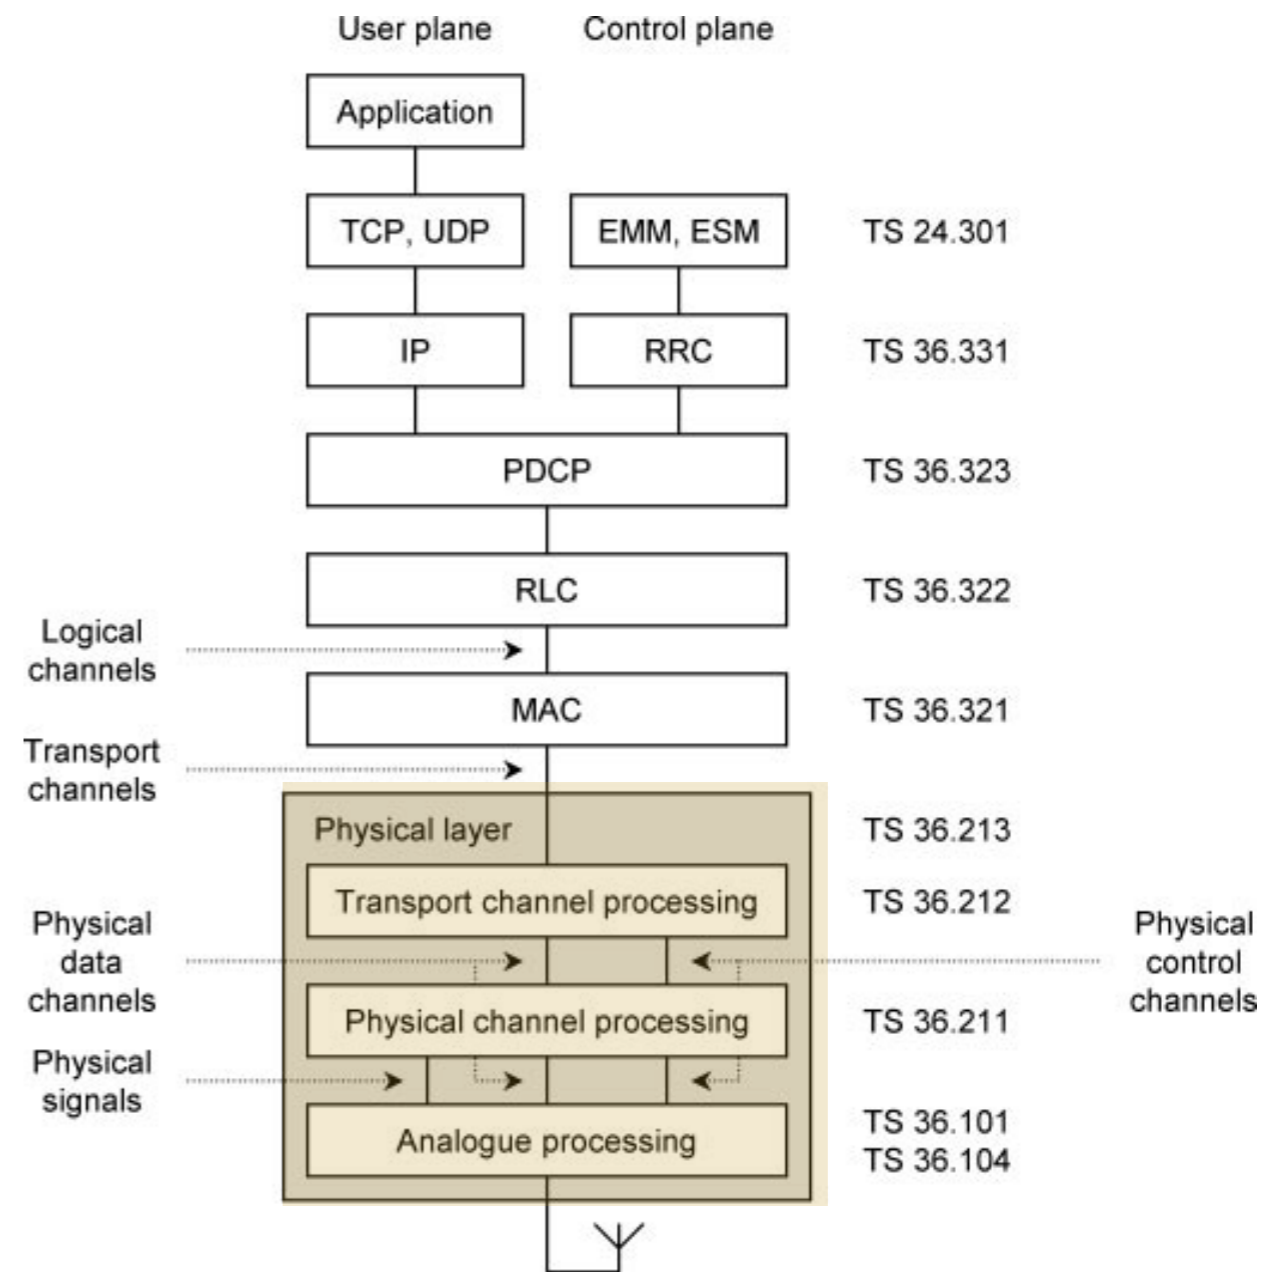 User plane
Control plane
Application
TCP, UDP
EMM, ESM
TS 24.301
IP
RRC
TS 36.331
PDCP
TS 36.323
RLC
TS 36.322
Logical
channels
MAC
TS 36.321
Transport
channels
Physical layer
TS 36.213
Transport channel processing
TS 36.212
Physical
data
channels
Physical
control
channels
Physical channel processing
TS 36.211
Physical
signals
Analogue processing
TS 36.101
TS 36.104